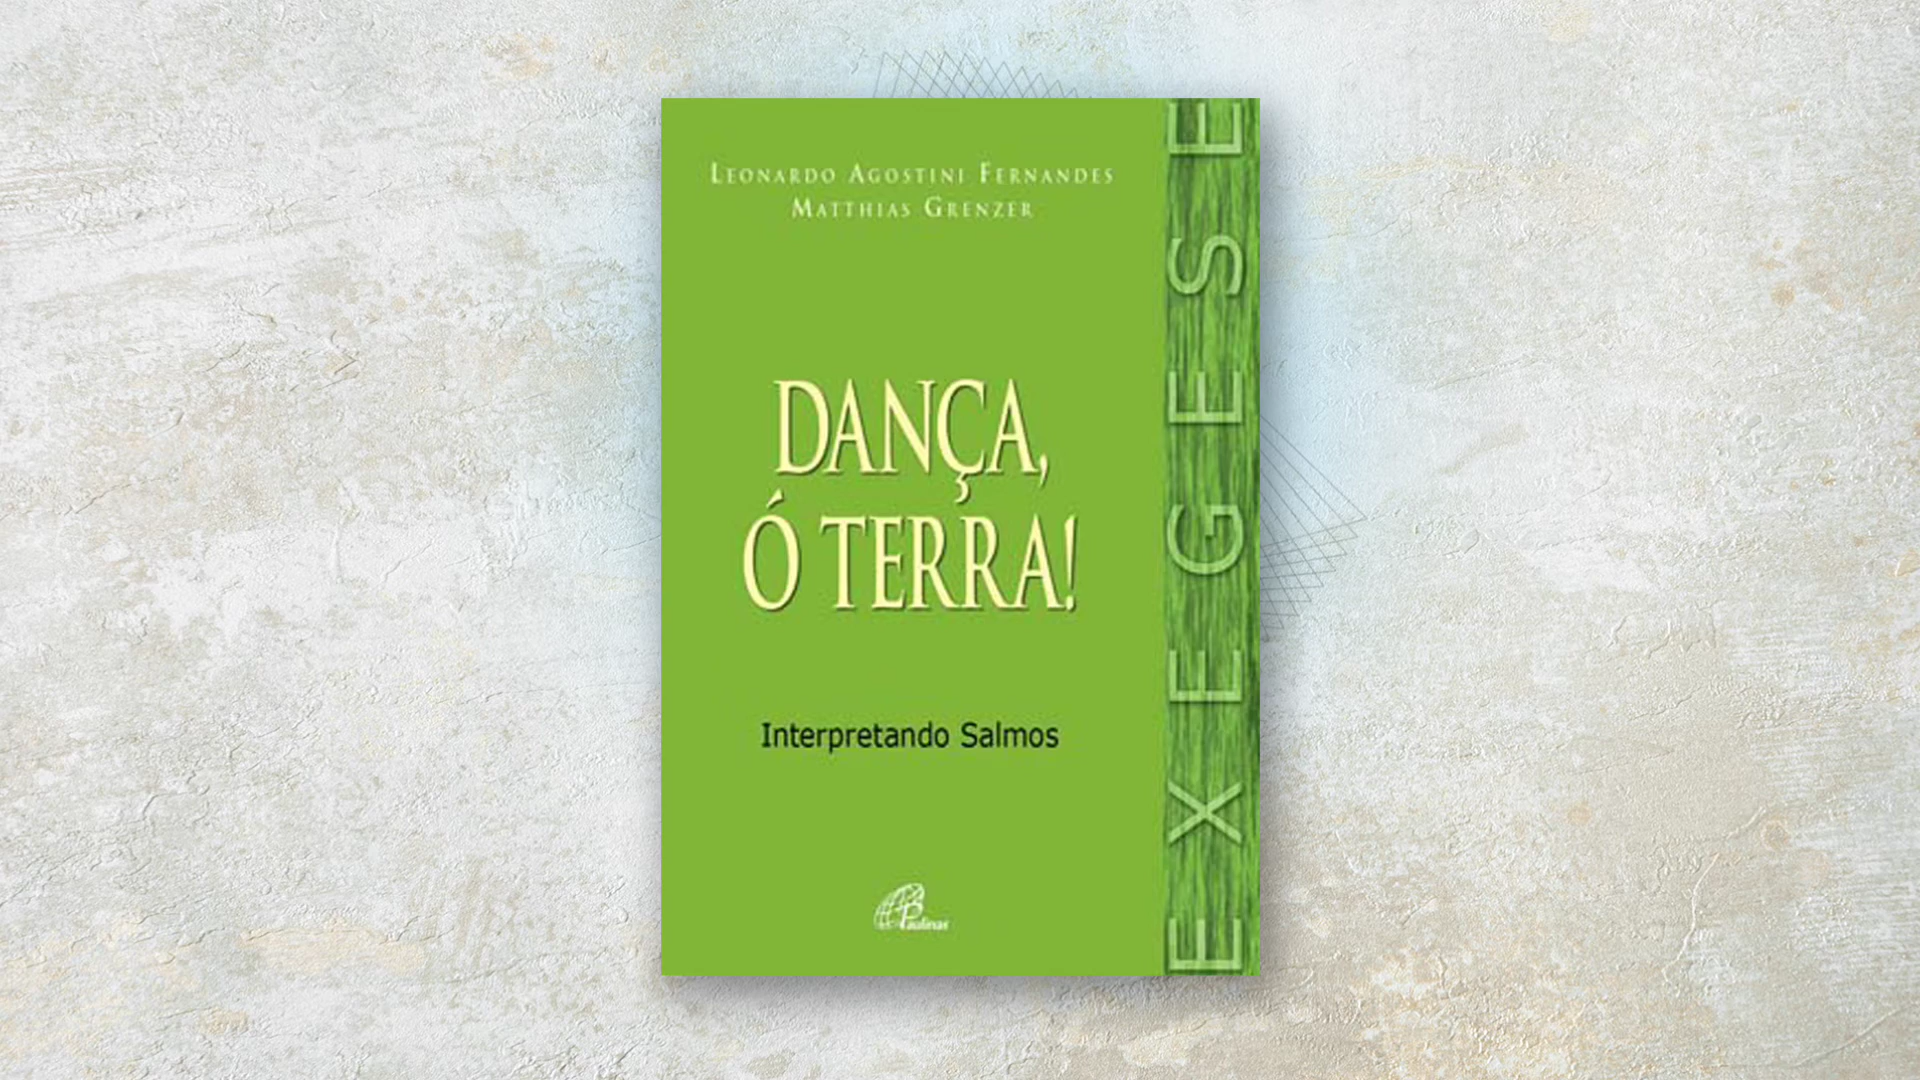 LEONARDO AGOSTINI FERNANDES
MATTHIAS GRENZER
DANÇA,
Ó TERRA!
Interpretando Salmos
Paulinas
EXEGESE